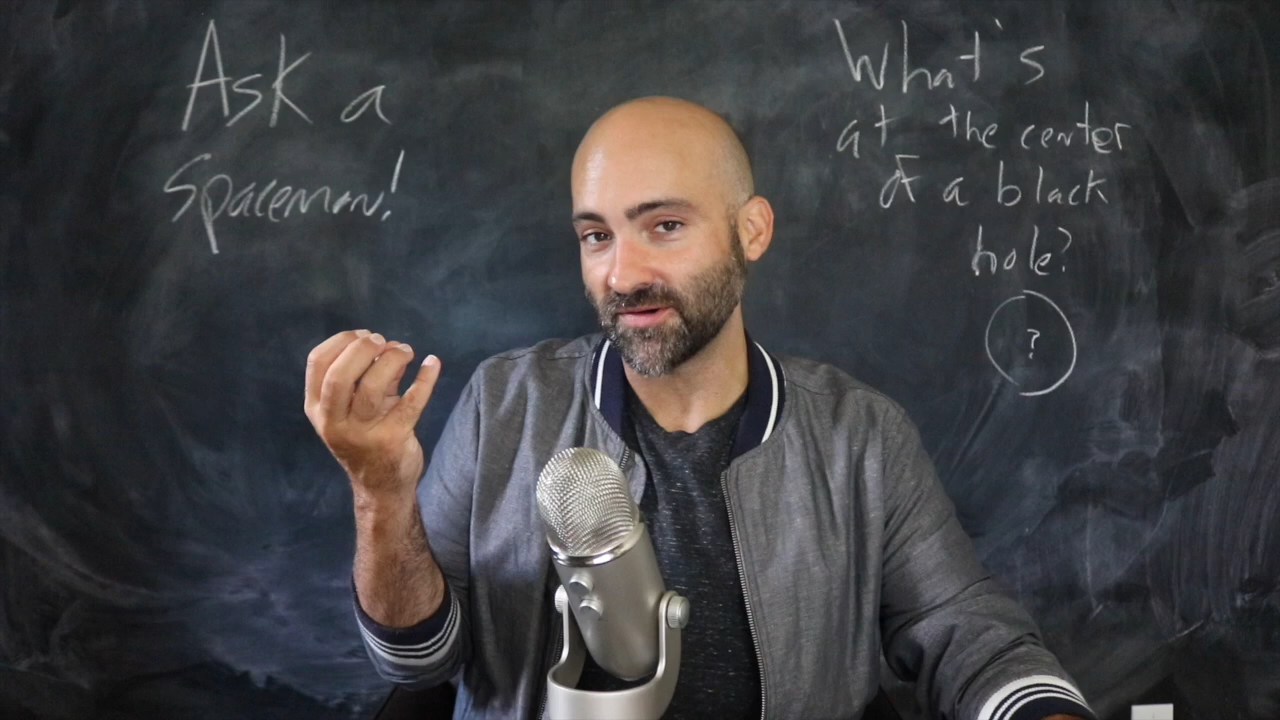 Ask a
Spaceman!
What's
at the center
of a black
hole?
?